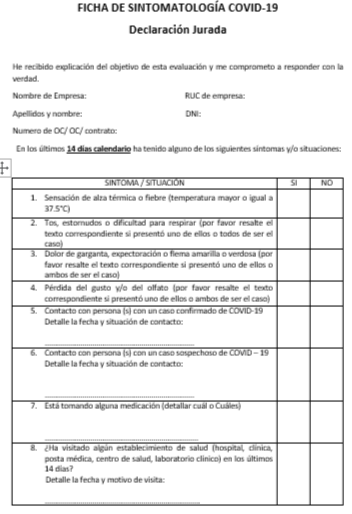 FICHA DE SINTOMATOLOGÍA COVID-19
Declaración Jurada
He recibido explicación del objetivo de esta evaluación y me comprometo a responder con la
verdad.
Nombre de Empresa: RUC de empresa:
Apellidos y nombre: DNI:
Numero de OC/ OC/ contrato:
En los últimos 14 días calendario ha tenido alguno de los siguientes síntomas y/o situaciones:
SINTOMA / SITUACIÓN SI NO
1. Sensación de alza térmica o fiebre (temperatura mayor o igual a
37.5°C)
2. Tos, estornudos o dificultad para respirar (por favor resalte el
texto correspondiente si presentó uno de ellos o todos de ser el
caso)
3. Dolor de garganta, expectoración o flema amarilla o verdosa (por
favor resalte el texto correspondiente si presentó uno de ellos o
ambos de ser el caso)
4. Pérdida del gusto y/o del olfato (por favor resalte el texto
correspondiente si presentó uno de ellos o ambos de ser el caso)
5. Contacto con persona (s) con un caso confirmado de COVID-19
Detalle la fecha y situación de contacto:
6. Contacto con persona (s) con un caso sospechoso de COVID – 19
Detalle la fecha y situación de contacto:
7. Está tomando alguna medicación (detallar cuál o Cuáles)
8. ¿Ha visitado algún establecimiento de salud (hospital, clínica,
posta médica, centro de salud, laboratorio clínico) en los últimos
14 días?
Detalle la fecha y motivo de visita: